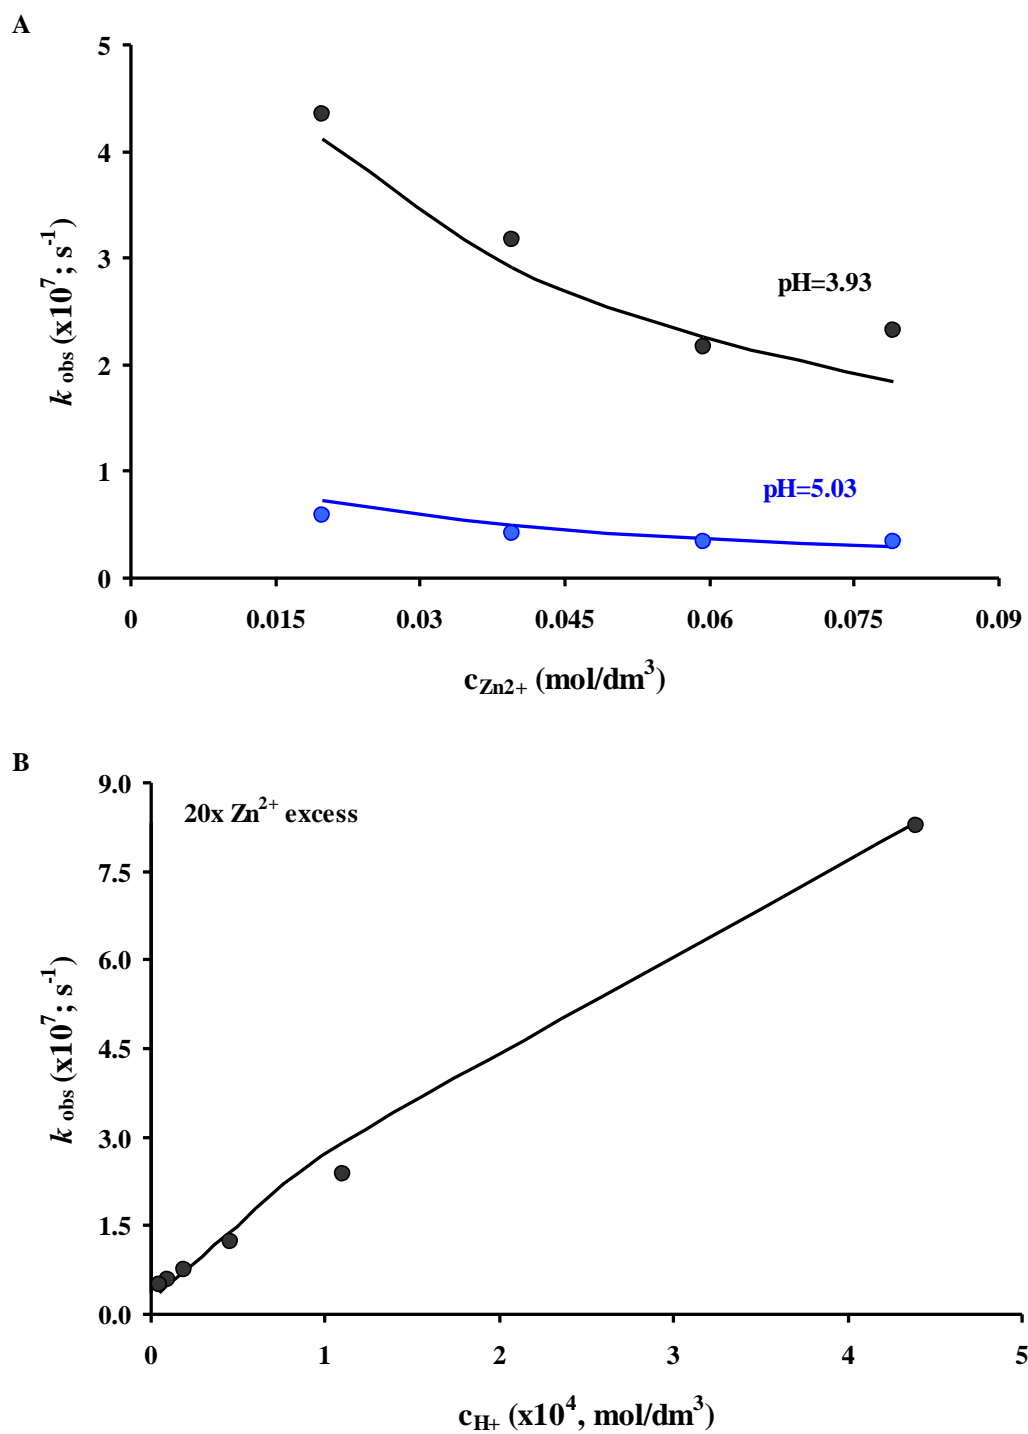 A
5
4
3
2
1
0
k obs (x10^7; s^-1)
pH=3.93
pH=5.03
0 0.015 0.03 0.045 0.06 0.075 0.09
c_Zn2+ (mol/dm^3)
B
9.0
7.5
6.0
4.5
3.0
1.5
0.0
k obs (x10^7; s^-1)
20x Zn^2+ excess
0 1 2 3 4 5
c_H+ (x10^4, mol/dm^3)